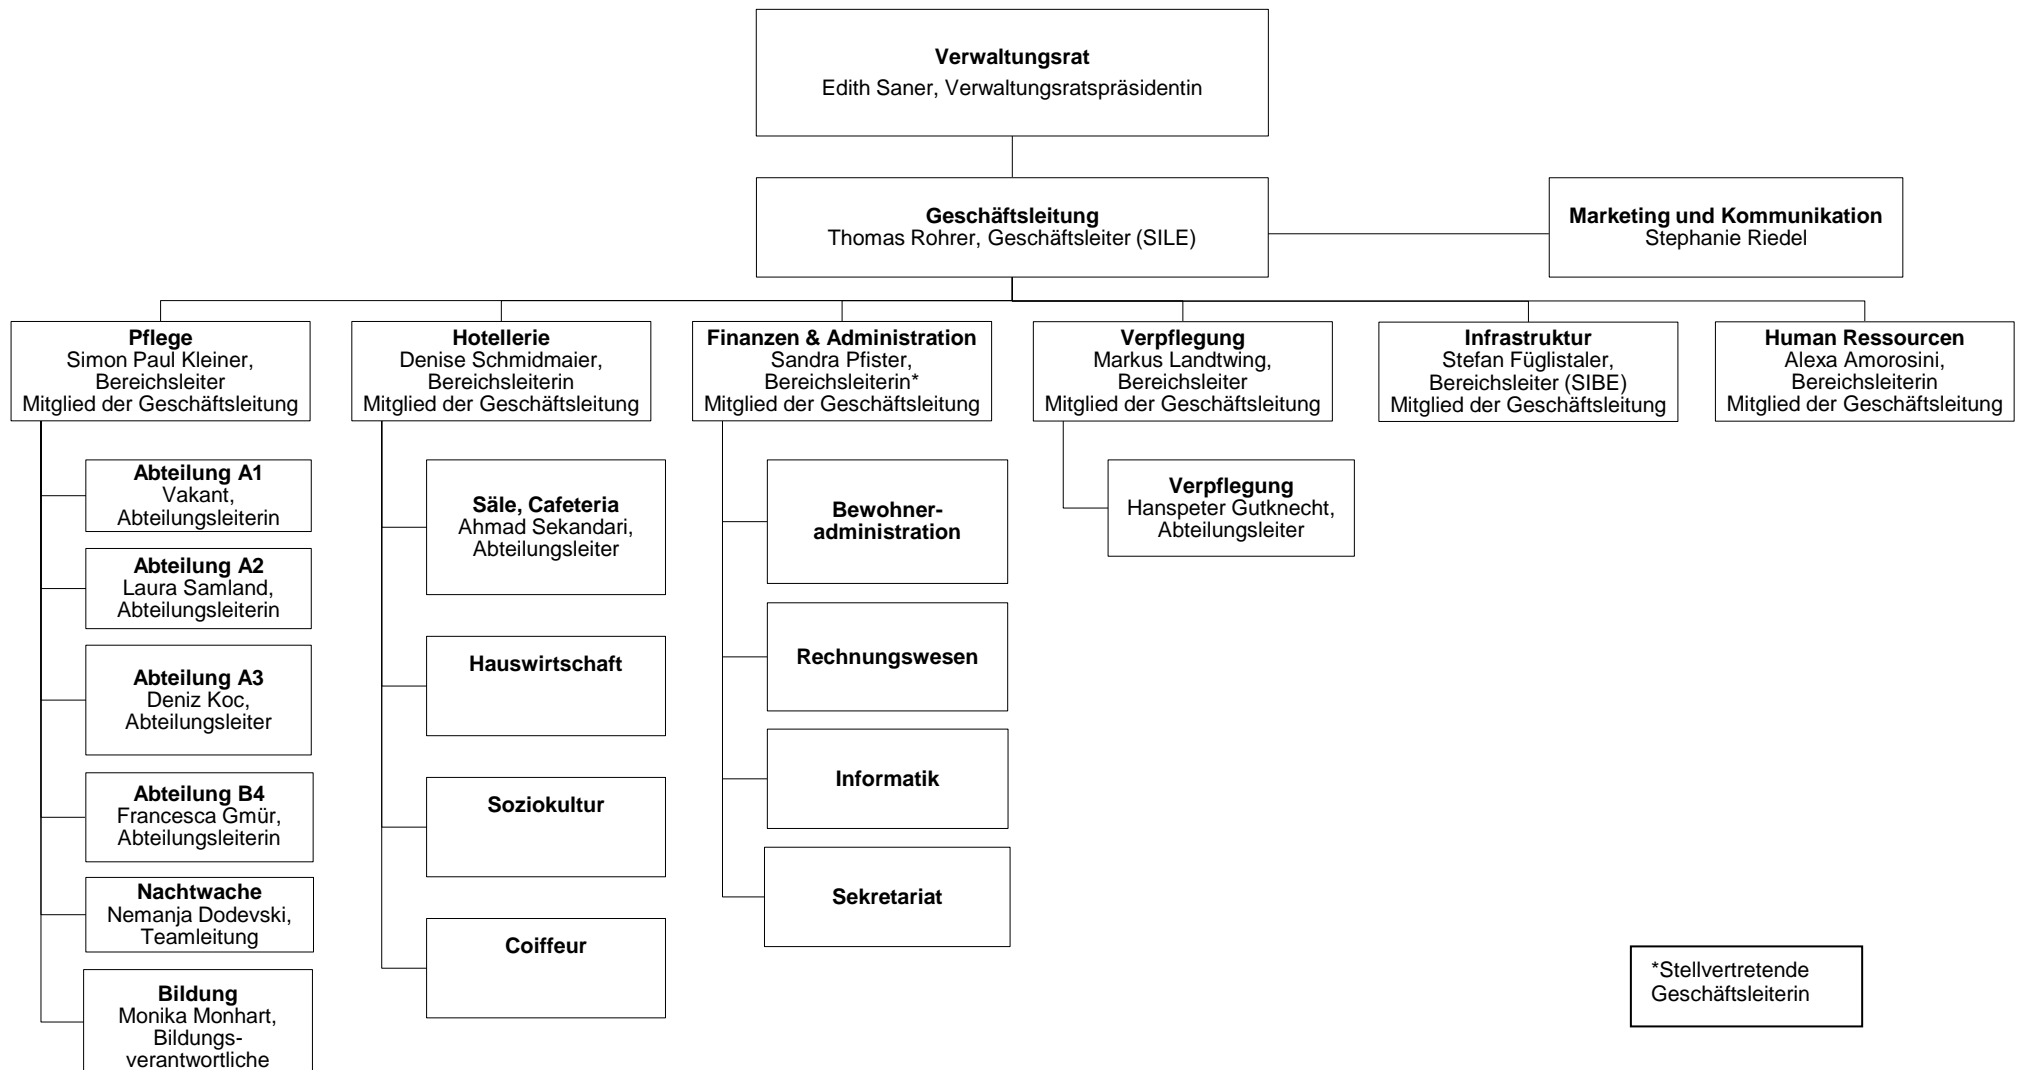 Verwaltungsrat
Edith Saner, Verwaltungsratspräsidentin
Geschäftsleitung
Thomas Rohrer, Geschäftsleiter (SILE)
Marketing und Kommunikation
Stephanie Riedel
Pflege
Simon Paul Kleiner,
Bereichsleiter
Mitglied der Geschäftsleitung
Hotellerie
Denise Schmidmaier,
Bereichsleiterin
Mitglied der Geschäftsleitung
Finanzen & Administration
Sandra Pfister,
Bereichsleiterin*
Mitglied der Geschäftsleitung
Verpflegung
Markus Landtwing,
Bereichsleiter
Mitglied der Geschäftsleitung
Infrastruktur
Stefan Füglistaler,
Bereichsleiter (SIBE)
Mitglied der Geschäftsleitung
Human Ressourcen
Alexa Amorosini,
Bereichsleiterin
Mitglied der Geschäftsleitung
Abteilung A1
Vakant,
Abteilungsleiterin
Abteilung A2
Laura Samland,
Abteilungsleiterin
Abteilung A3
Deniz Koc,
Abteilungsleiter
Abteilung B4
Francesca Gmür,
Abteilungsleiterin
Nachtwache
Nemanja Dodevski,
Teamleitung
Bildung
Monika Monhart,
Bildungs-
verantwortliche
Säle, Cafeteria
Ahmad Sekandari,
Abteilungsleiter
Hauswirtschaft
Soziokultur
Coiffeur
Bewohner-
administration
Rechnungswesen
Informatik
Sekretariat
Verpflegung
Hanspeter Gutknecht,
Abteilungsleiter
*Stellvertretende
Geschäftsleiterin